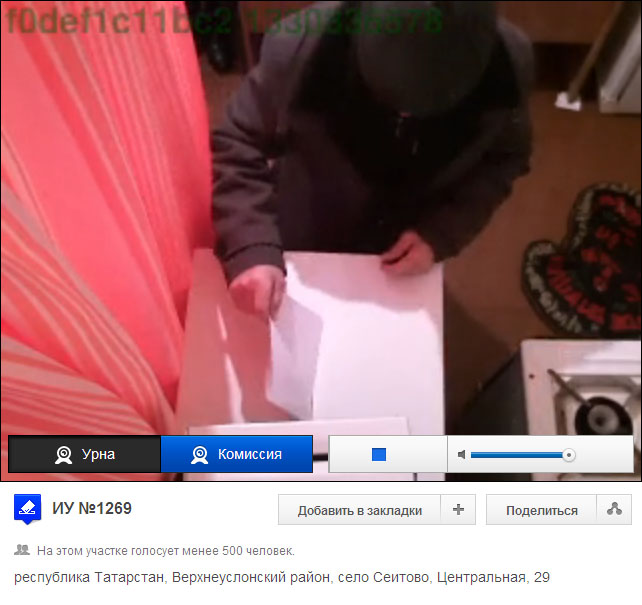 f0def1c11bc2 1330836878
Урна
Комиссия
ИУ №1269
Добавить в закладки +
Поделиться
На этом участке голосует менее 500 человек.
республика Татарстан, Верхнеуслонский район, село Сеитово, Центральная, 29